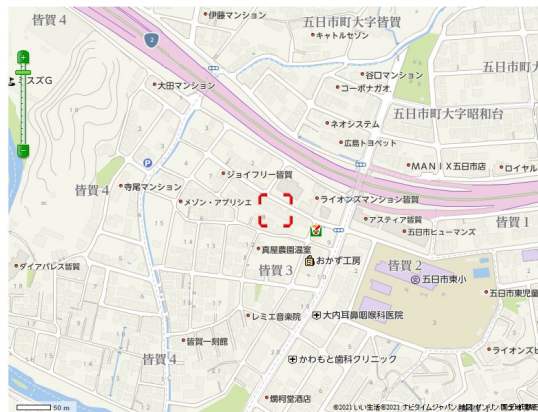 皆賀4
伊藤マンション
五日市町大字皆賀
キャトルセゾン
2
谷口マンション
五日市町大
ミスズG
大田マンション
コーポナガオ
ネオシステム
五日市町大字昭和台
広島トヨペット
ジョイフリー皆賀
MANIX五日市店
ロイヤル
皆賀4
寺尾マンション
メゾン・アプリシエ
ライオンズマンション皆賀
アスティア皆賀
皆賀1
五日市ヒューマンズ
真屋農園温室
おかず工房
ダイアパレス皆賀
皆賀3
皆賀2
五日市東小
五日市東児童
レミエ音楽院
大内耳鼻咽喉科医院
皆賀一刻館
ライオンズ
皆賀4
かわもと歯科クリニック
爛柯堂酒店
50 m
©2021 いい生活©2021 ナビタイムジャパン